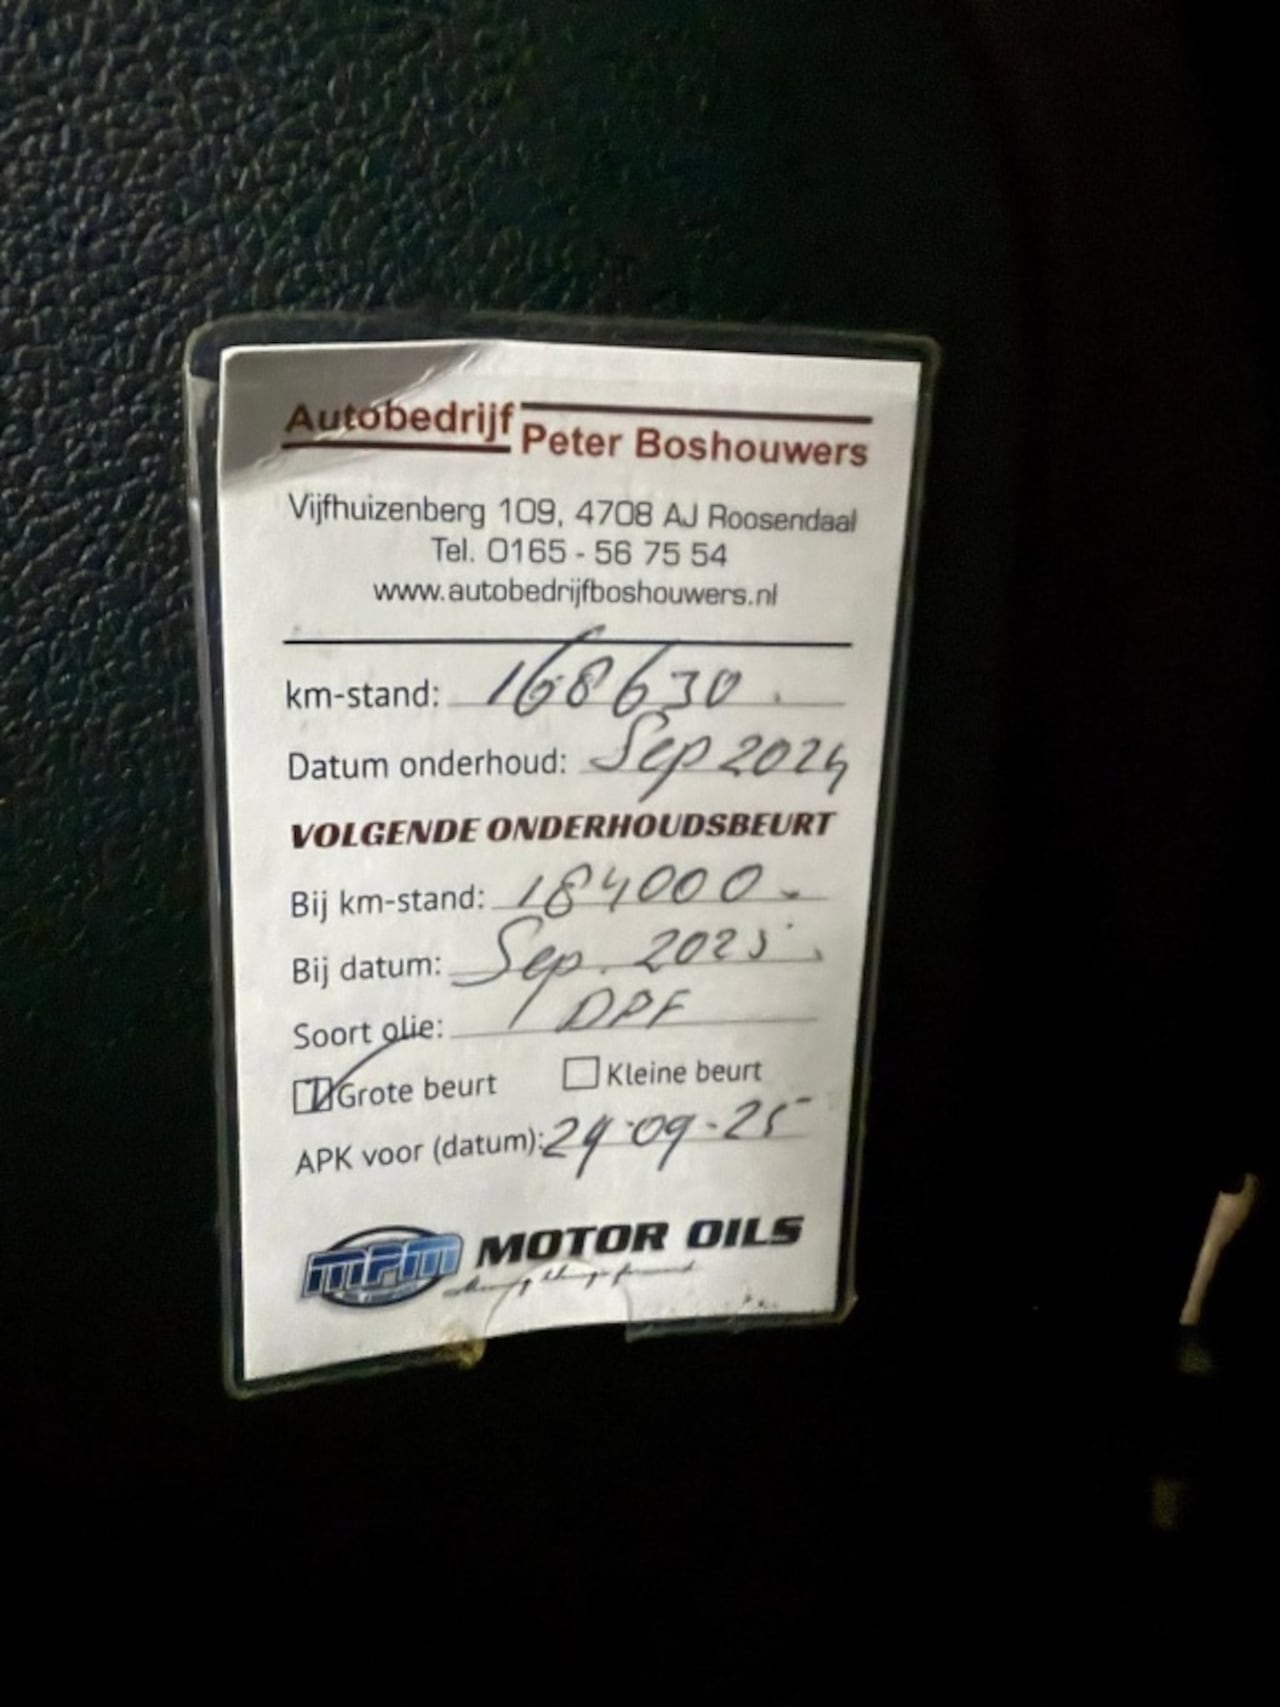 Autobedrijf Peter Boshouwers
Vijfhuizenberg 109, 4708 AJ Roosendaal
Tel. 0165 - 56 75 54
www.autobedrijfboshouwers.nl
km-stand: 168630.
Datum onderhoud: Sep 2024
VOLGENDE ONDERHOUDSBEURT
Bij km-stand: 184000.
Bij datum: Sep. 2025.
Soort olie: DPF
Grote beurt Kleine beurt
APK voor (datum): 24-09-25
MPM MOTOR OILS